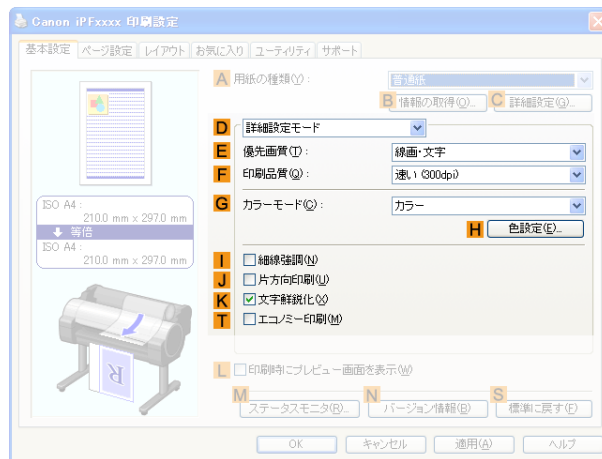 Canon iPFxxxx 印刷設定
基本設定 ページ設定 レイアウト お気に入り ユーティリティ サポート
A 用紙の種類(Y): 普通紙
B 情報の取得(Q)... C 詳細設定(G)...
D 詳細設定モード
E 優先画質(T): 線画・文字
F 印刷品質(Q): 速い (300dpi)
G カラーモード(C): カラー
H 色設定(E)...
ISO A4:
210.0 mm x 297.0 mm
等倍
ISO A4:
210.0 mm x 297.0 mm
I 細線強調(N)
J 片方向印刷(U)
K 文字鮮鋭化(X)
T エコノミー印刷(M)
R
L 印刷時にプレビュー画面を表示(W)
M ステータスモニタ(R)... N バージョン情報(B) S 標準に戻す(F)
OK キャンセル 適用(A) ヘルプ